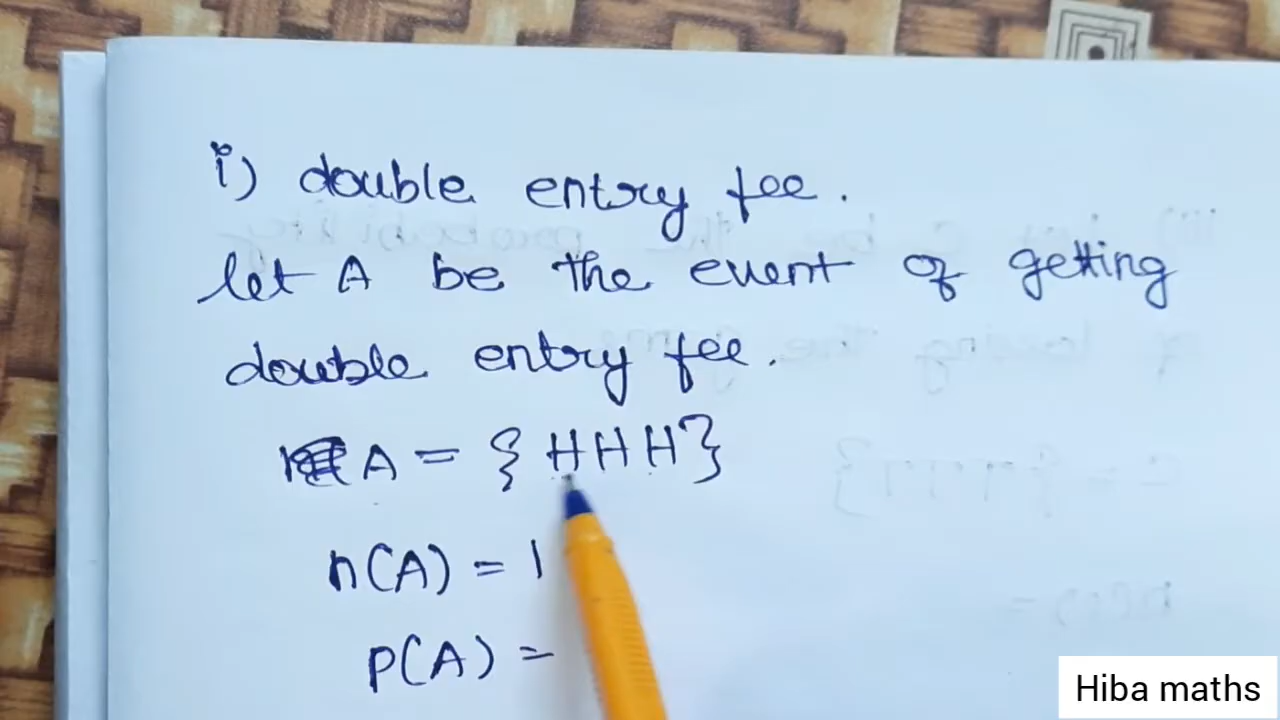 i) double entry fee.
let A be the event of getting
double entry fee.
A = { HHH }
n(A) = 1
P(A) =
Hiba maths